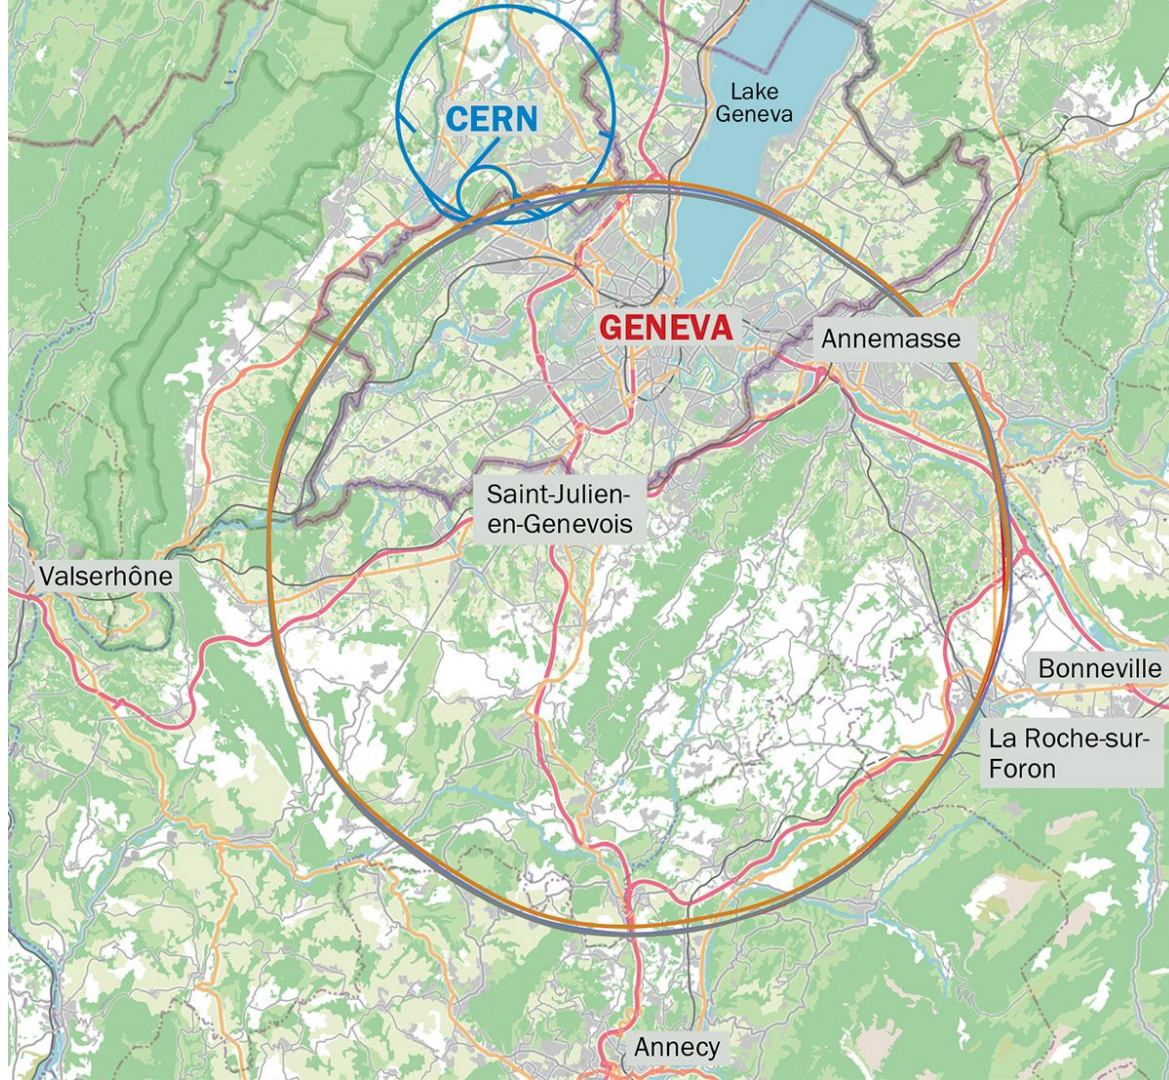 CERN
Lake
Geneva
GENEVA
Annemasse
Saint-Julien-
en-Genevois
Valserhône
Bonneville
La Roche-sur-
Foron
Annecy